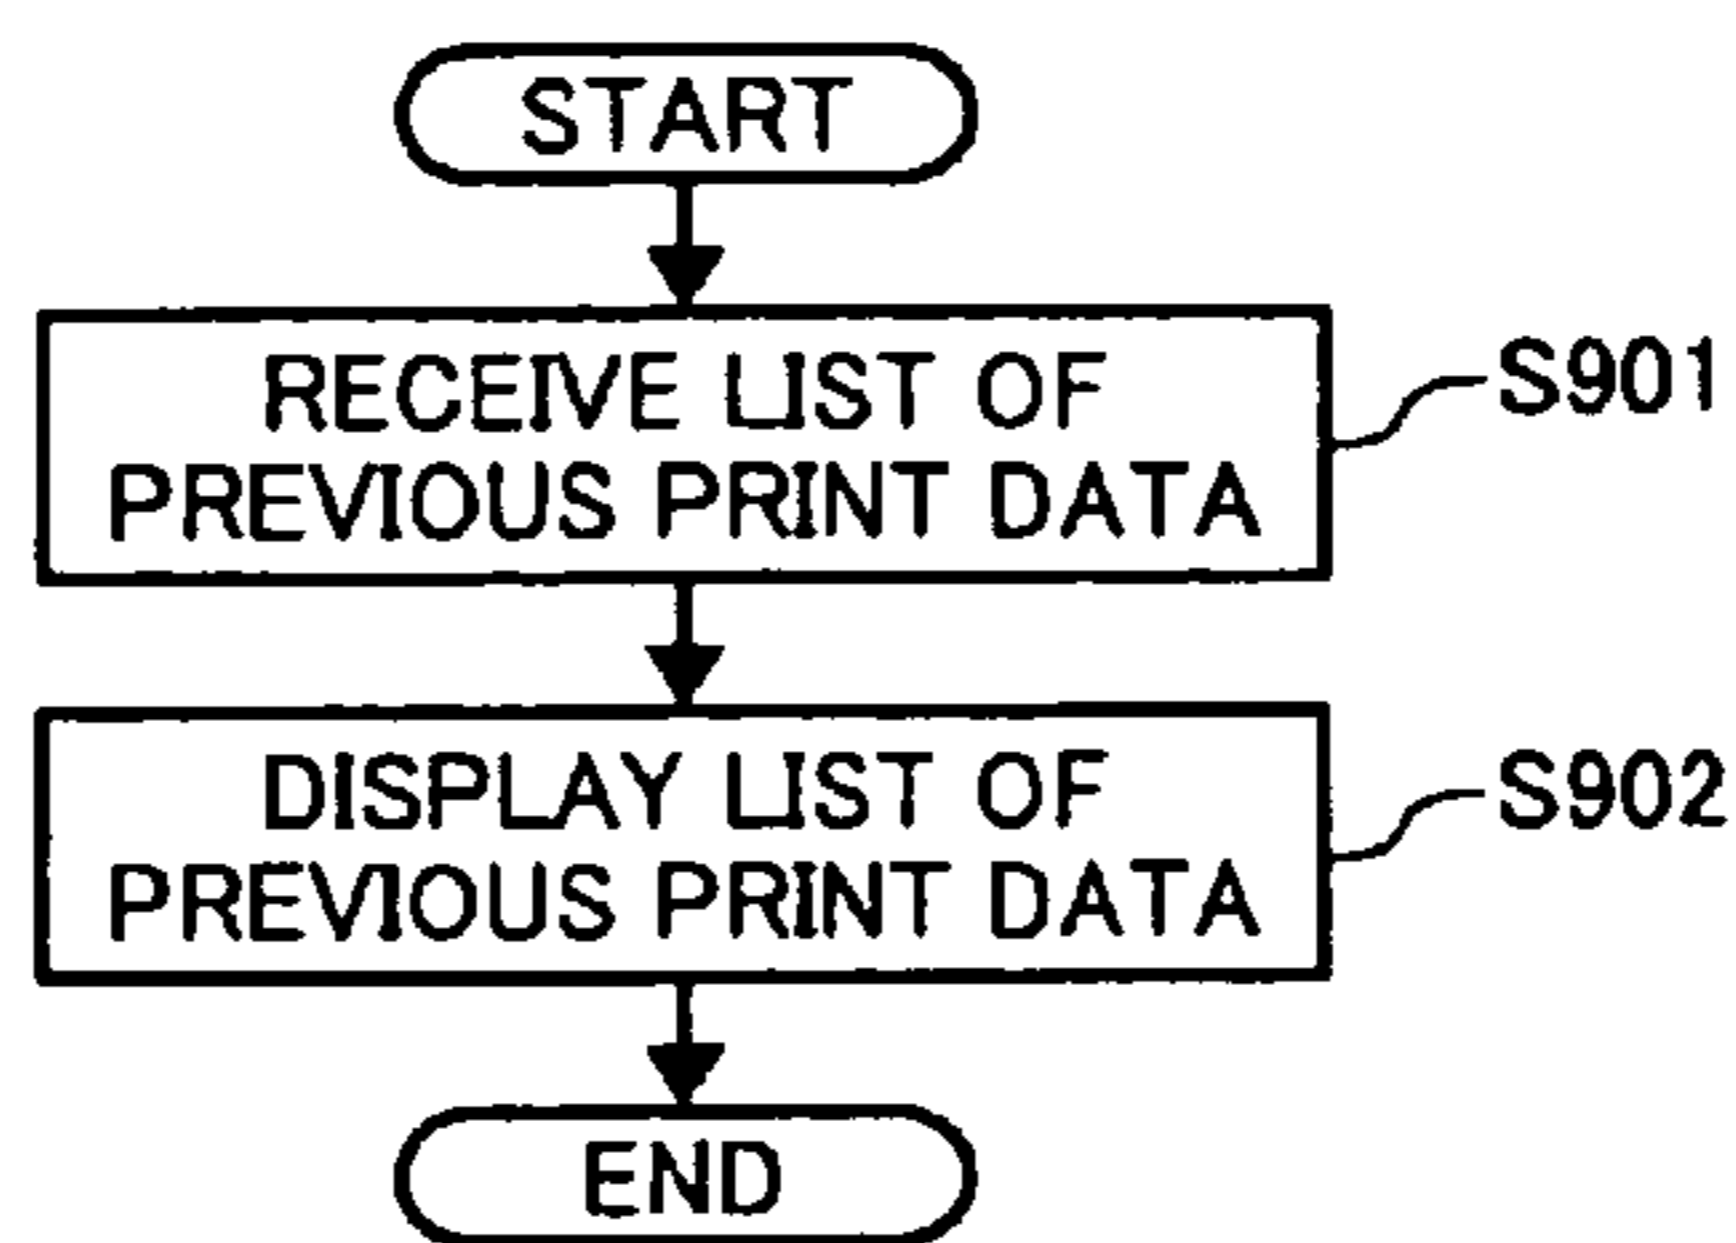 START
RECEIVE LIST OF
PREVIOUS PRINT DATA
S901
DISPLAY LIST OF
PREVIOUS PRINT DATA
S902
END